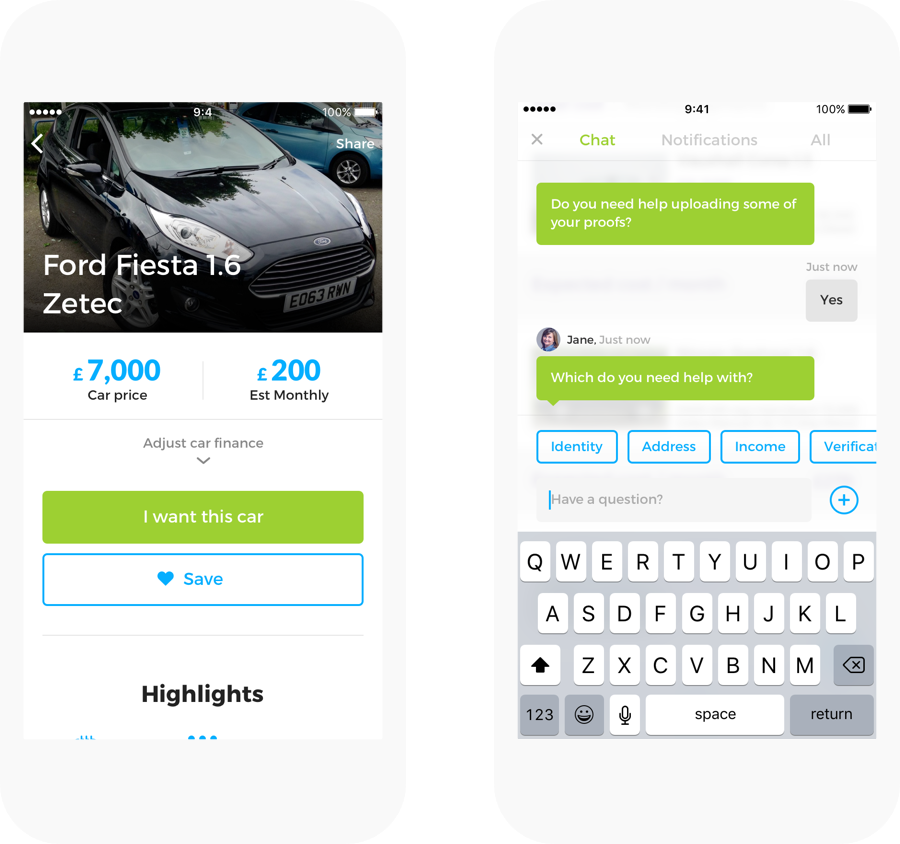 9:4
100%
Share
Ford
Ford Fiesta 1.6
Zetec
EO63 RWN
£ 7,000
£ 200
Car price
Est Monthly
Adjust car finance
I want this car
Save
Highlights
9:41
100%
Chat
Notifications
All
Do you need help uploading some of
your proofs?
Just now
Yes
Jane, Just now
Which do you need help with?
Identity
Address
Income
Verificat
Have a question?
Q W E R T Y U I O P
A S D F G H J K L
Z X C V B N M
123
space
return